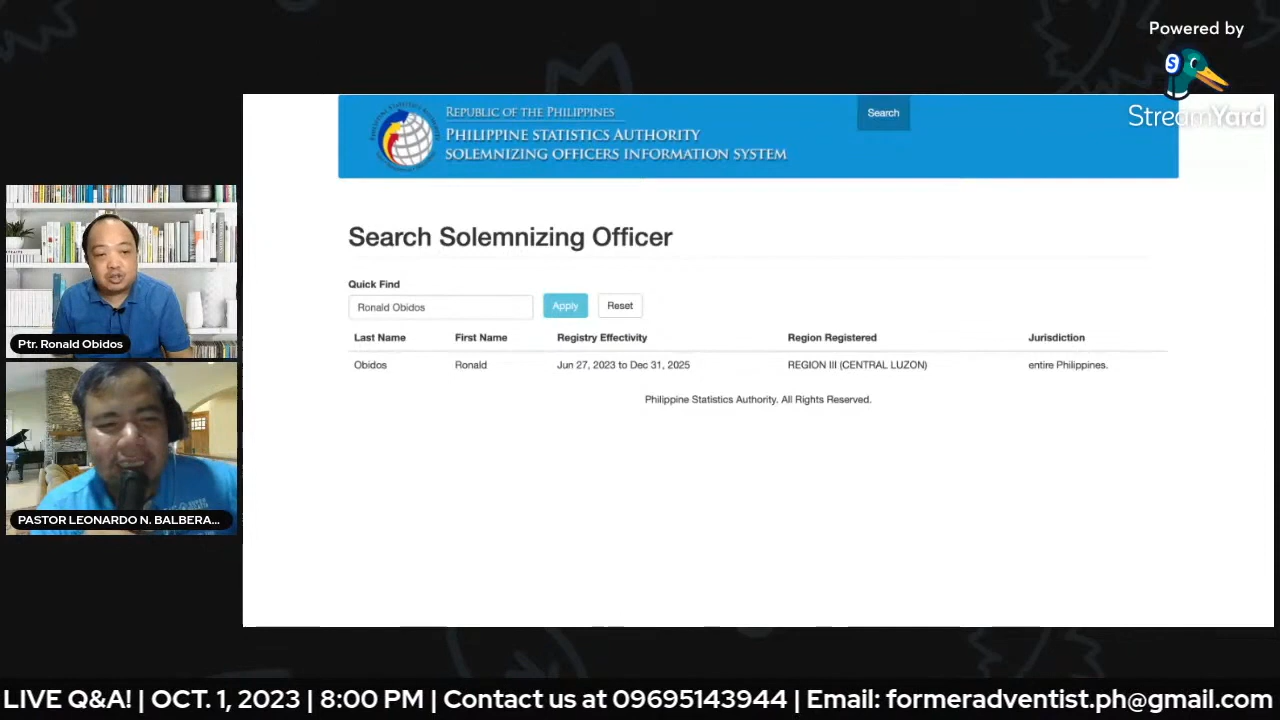 Powered by
StreamYard
REPUBLIC OF THE PHILIPPINES
PHILIPPINE STATISTICS AUTHORITY
SOLEMNIZING OFFICERS INFORMATION SYSTEM
Search
Search Solemnizing Officer
Quick Find
Ronald Obidos Apply Reset
Last Name First Name Registry Effectivity Region Registered Jurisdiction
Obidos Ronald Jun 27, 2023 to Dec 31, 2025 REGION III (CENTRAL LUZON) entire Philippines.
Philippine Statistics Authority. All Rights Reserved.
Ptr. Ronald Obidos
PASTOR LEONARDO N. BALBERA...
LIVE Q&A! | OCT. 1, 2023 | 8:00 PM | Contact us at 09695143944 | Email: formeradventist.ph@gmail.com